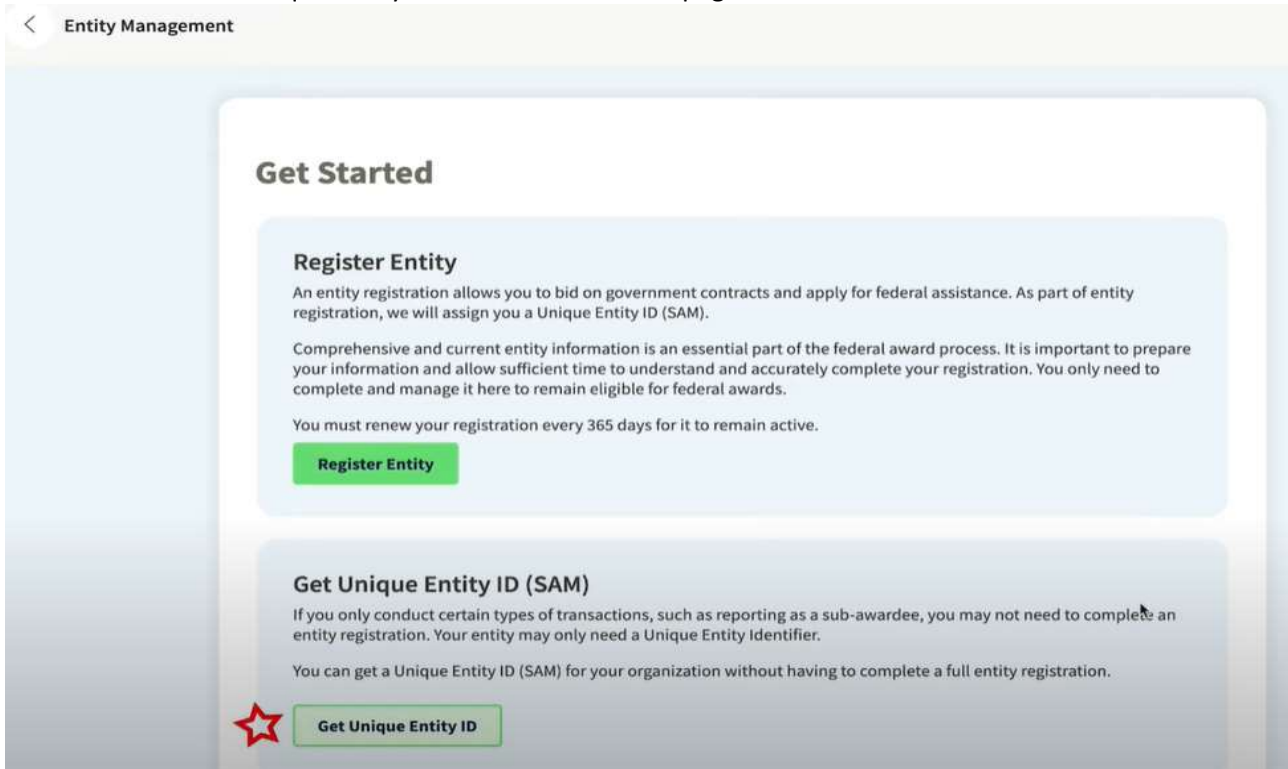 Entity Management
Get Started
Register Entity
An entity registration allows you to bid on government contracts and apply for federal assistance. As part of entity
registration, we will assign you a Unique Entity ID (SAM).
Comprehensive and current entity information is an essential part of the federal award process. It is important to prepare
your information and allow sufficient time to understand and accurately complete your registration. You only need to
complete and manage it here to remain eligible for federal awards.
You must renew your registration every 365 days for it to remain active.
Register Entity
Get Unique Entity ID (SAM)
If you only conduct certain types of transactions, such as reporting as a sub-awardee, you may not need to complete an
entity registration. Your entity may only need a Unique Entity Identifier.
You can get a Unique Entity ID (SAM) for your organization without having to complete a full entity registration.
Get Unique Entity ID